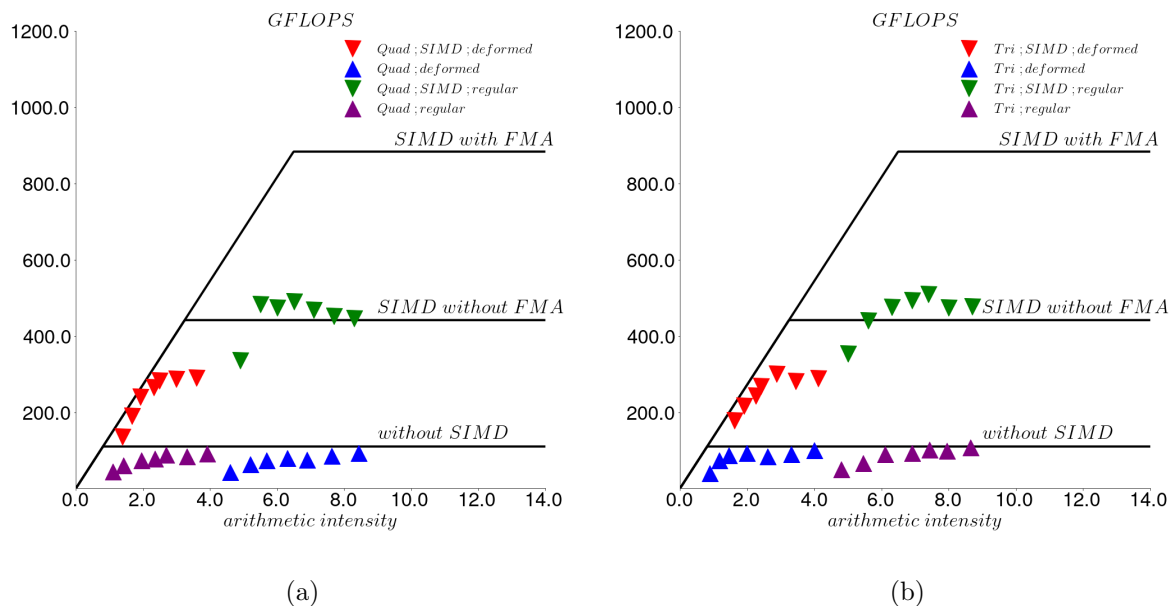 GFLOPS
1200.0
Quad ; SIMD ; deformed
Quad ; deformed
1000.0
Quad ; SIMD ; regular
Quad ; regular
SIMD with FMA
800.0
600.0
SIMD without FMA
400.0
200.0
without SIMD
0.0 2.0 4.0 6.0 8.0 10.0 12.0 14.0
arithmetic intensity
(a)
GFLOPS
1200.0
Tri ; SIMD ; deformed
Tri ; deformed
1000.0
Tri ; SIMD ; regular
Tri ; regular
SIMD with FMA
800.0
600.0
SIMD without FMA
400.0
200.0
without SIMD
0.0 2.0 4.0 6.0 8.0 10.0 12.0 14.0
arithmetic intensity
(b)